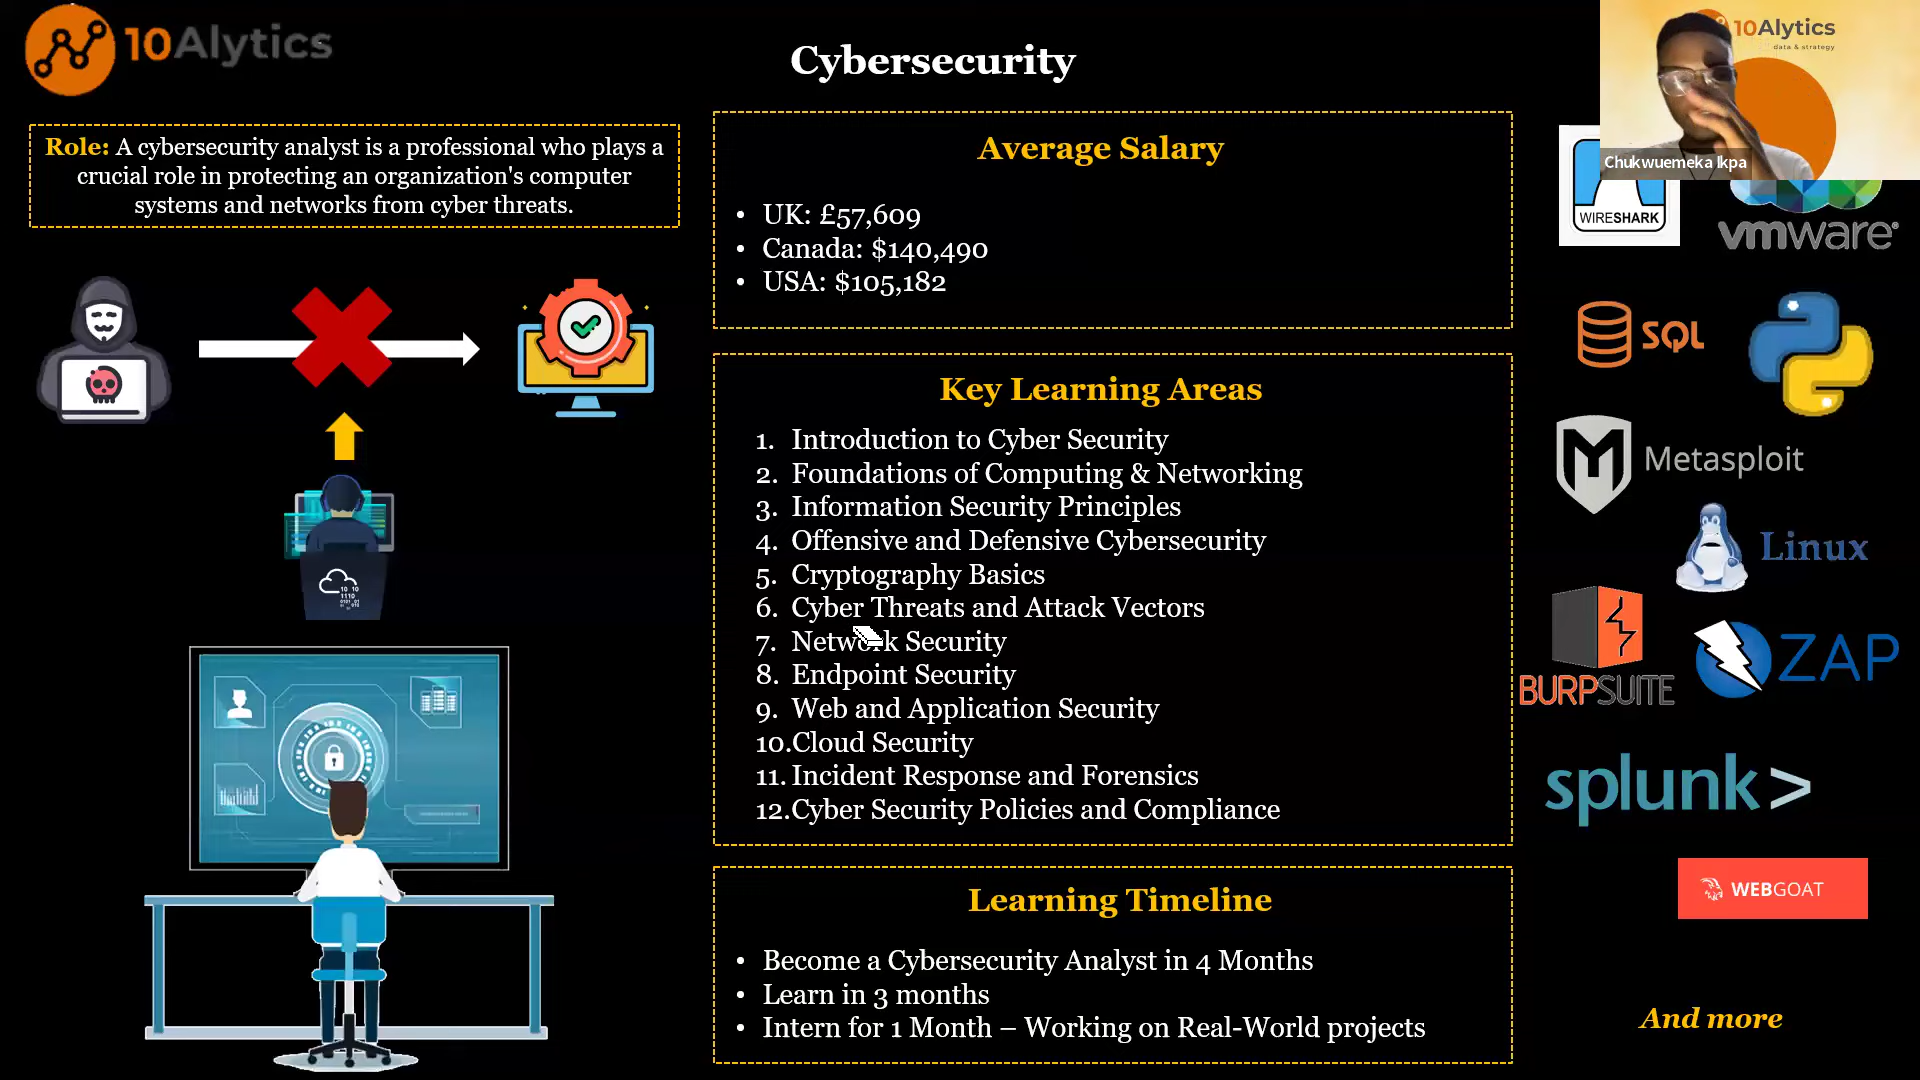 10Alytics
Cybersecurity
10Alytics
data & strategy
Chukwuemeka Ikpa
Role: A cybersecurity analyst is a professional who plays a
crucial role in protecting an organization's computer
systems and networks from cyber threats.
Average Salary
• UK: £57,609
• Canada: $140,490
• USA: $105,182
Key Learning Areas
1. Introduction to Cyber Security
2. Foundations of Computing & Networking
3. Information Security Principles
4. Offensive and Defensive Cybersecurity
5. Cryptography Basics
6. Cyber Threats and Attack Vectors
7. Network Security
8. Endpoint Security
9. Web and Application Security
10. Cloud Security
11. Incident Response and Forensics
12. Cyber Security Policies and Compliance
Learning Timeline
• Become a Cybersecurity Analyst in 4 Months
• Learn in 3 months
• Intern for 1 Month – Working on Real-World projects
WIRESHARK
vmware®
SQL
Metasploit
Linux
BURPSUITE
ZAP
splunk>
WEBGOAT
And more